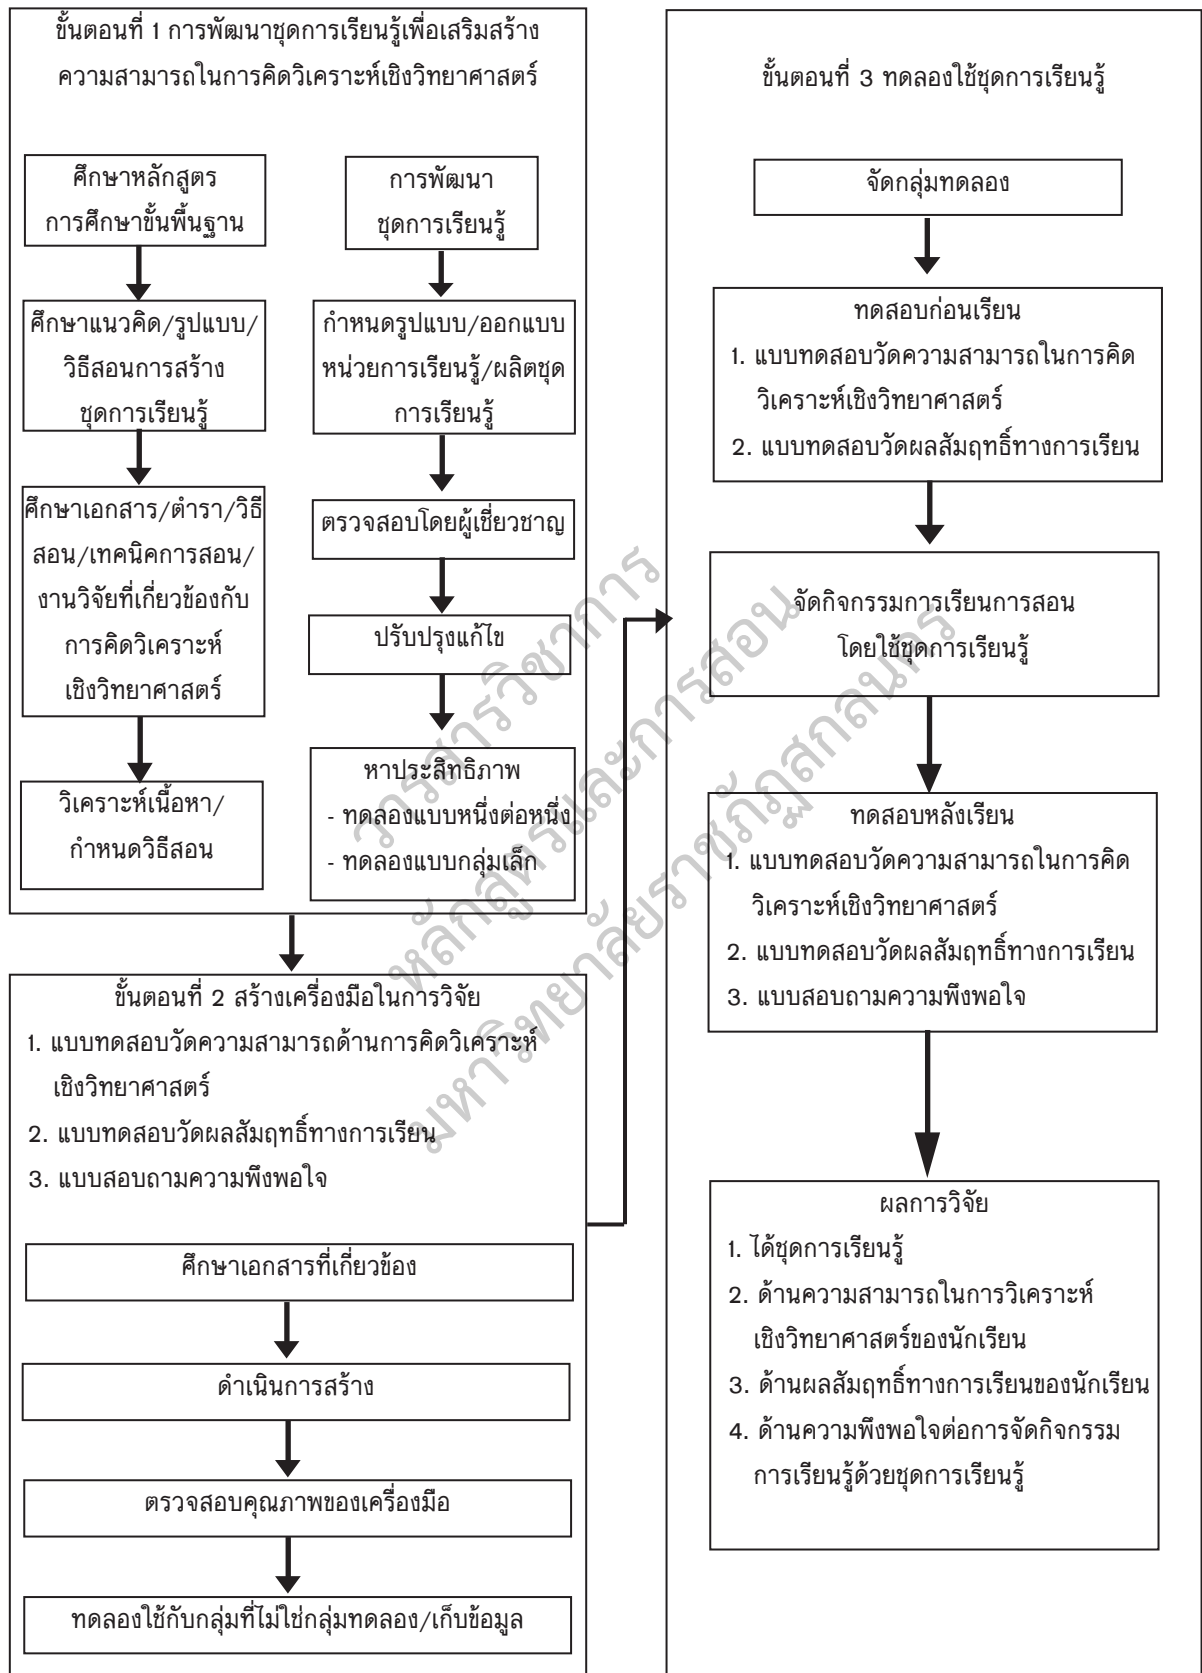 ขั้นตอนที่ 1 การพัฒนาชุดการเรียนรู้เพื่อเสริมสร้าง
ความสามารถในการคิดวิเคราะห์เชิงวิทยาศาสตร์
ศึกษาหลักสูตร
การศึกษาขั้นพื้นฐาน
ศึกษาแนวคิด/รูปแบบ/
วิธีสอนการสร้าง
ชุดการเรียนรู้
ศึกษาเอกสาร/ตำรา/วิธี
สอน/เทคนิคการสอน/
งานวิจัยที่เกี่ยวข้องกับ
การคิดวิเคราะห์
เชิงวิทยาศาสตร์
วิเคราะห์เนื้อหา/
กำหนดวิธีสอน
การพัฒนา
ชุดการเรียนรู้
กำหนดรูปแบบ/ออกแบบ
หน่วยการเรียนรู้/ผลิตชุด
การเรียนรู้
ตรวจสอบโดยผู้เชี่ยวชาญ
ปรับปรุงแก้ไข
หาประสิทธิภาพ
- ทดลองแบบหนึ่งต่อหนึ่ง
- ทดลองแบบกลุ่มเล็ก
ขั้นตอนที่ 2 สร้างเครื่องมือในการวิจัย
1. แบบทดสอบวัดความสามารถด้านการคิดวิเคราะห์
เชิงวิทยาศาสตร์
2. แบบทดสอบวัดผลสัมฤทธิ์ทางการเรียน
3. แบบสอบถามความพึงพอใจ
ศึกษาเอกสารที่เกี่ยวข้อง
ดำเนินการสร้าง
ตรวจสอบคุณภาพของเครื่องมือ
ทดลองใช้กับกลุ่มที่ไม่ใช่กลุ่มทดลอง/เก็บข้อมูล
ขั้นตอนที่ 3 ทดลองใช้ชุดการเรียนรู้
จัดกลุ่มทดลอง
ทดสอบก่อนเรียน
1. แบบทดสอบวัดความสามารถในการคิด
วิเคราะห์เชิงวิทยาศาสตร์
2. แบบทดสอบวัดผลสัมฤทธิ์ทางการเรียน
จัดกิจกรรมการเรียนการสอน
โดยใช้ชุดการเรียนรู้
ทดสอบหลังเรียน
1. แบบทดสอบวัดความสามารถในการคิด
วิเคราะห์เชิงวิทยาศาสตร์
2. แบบทดสอบวัดผลสัมฤทธิ์ทางการเรียน
3. แบบสอบถามความพึงพอใจ
ผลการวิจัย
1. ได้ชุดการเรียนรู้
2. ด้านความสามารถในการวิเคราะห์
เชิงวิทยาศาสตร์ของนักเรียน
3. ด้านผลสัมฤทธิ์ทางการเรียนของนักเรียน
4. ด้านความพึงพอใจต่อการจัดกิจกรรม
การเรียนรู้ด้วยชุดการเรียนรู้
วารสารวิชาการ
หลักสูตรและการสอน
มหาวิทยาลัยราชภัฏสกลนคร